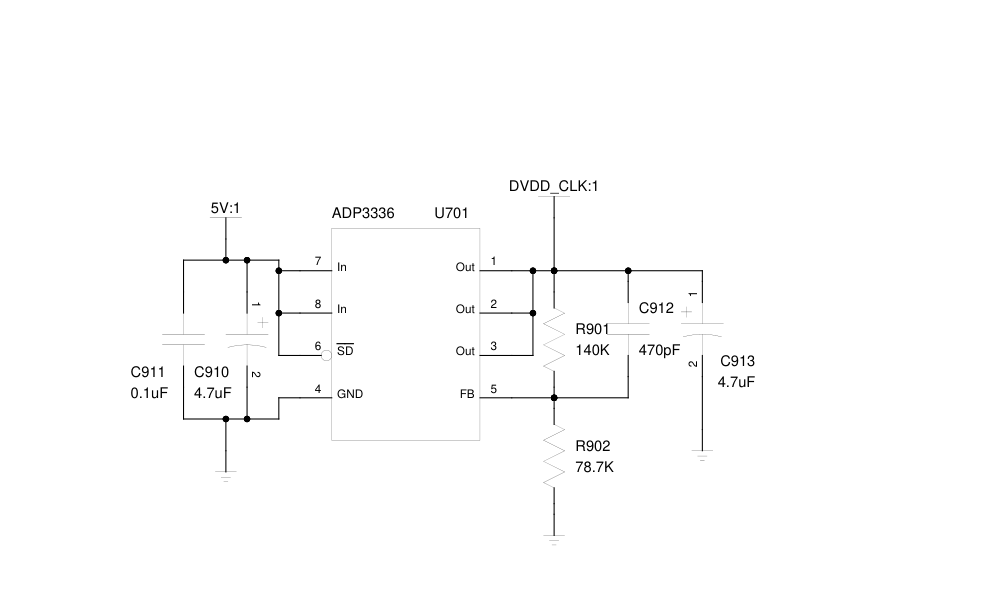 DVDD_CLK:1
5V:1
ADP3336 U701
7 In Out 1
8 In Out 2
6 SD Out 3
4 GND FB 5
1
+
2
C911
0.1uF
C910
4.7uF
R901
140K
C912
470pF
1
+
2
C913
4.7uF
R902
78.7K